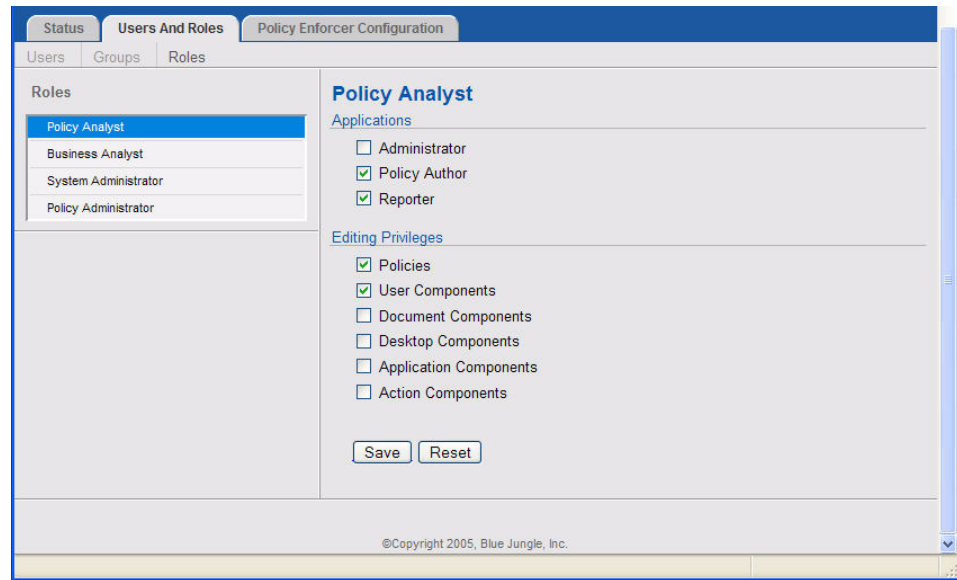 Status Users And Roles Policy Enforcer Configuration
Users Groups Roles
Roles
Policy Analyst
Business Analyst
System Administrator
Policy Administrator
Policy Analyst
Applications
Administrator
Policy Author
Reporter
Editing Privileges
Policies
User Components
Document Components
Desktop Components
Application Components
Action Components
Save Reset
©Copyright 2005, Blue Jungle, Inc.